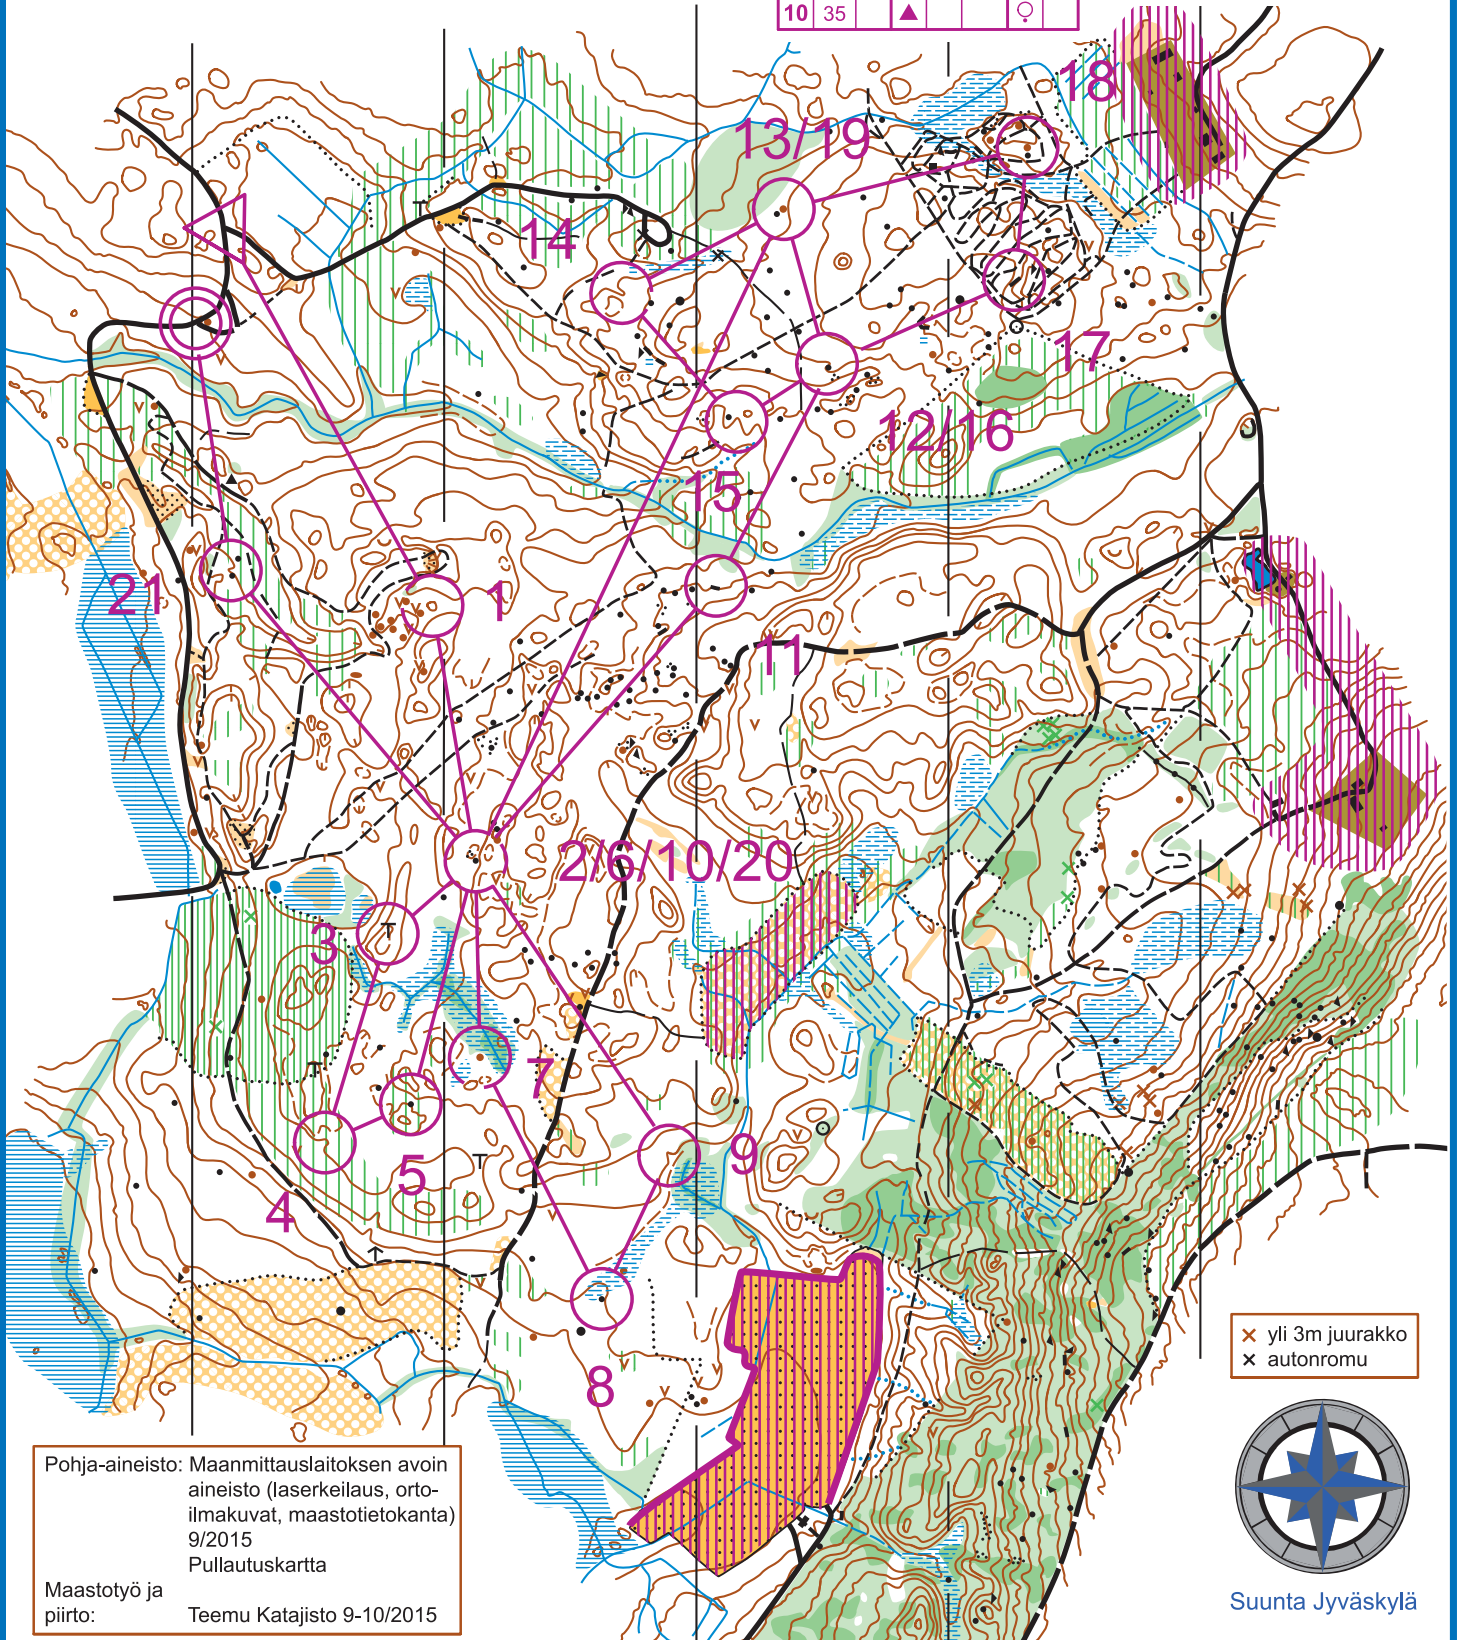 10 35
18
13/19
14
17
12/16
15
21
1
11
2/6/10/20
3
7
9
5
4
8
yli 3m juurakko
autonromu
Pohja-aineisto: Maanmittauslaitoksen avoin
aineisto (laserkeilaus, orto-
ilmakuvat, maastotietokanta)
9/2015
Pullautuskartta
Maastotyö ja
piirto: Teemu Katajisto 9-10/2015
Suunta Jyväskylä